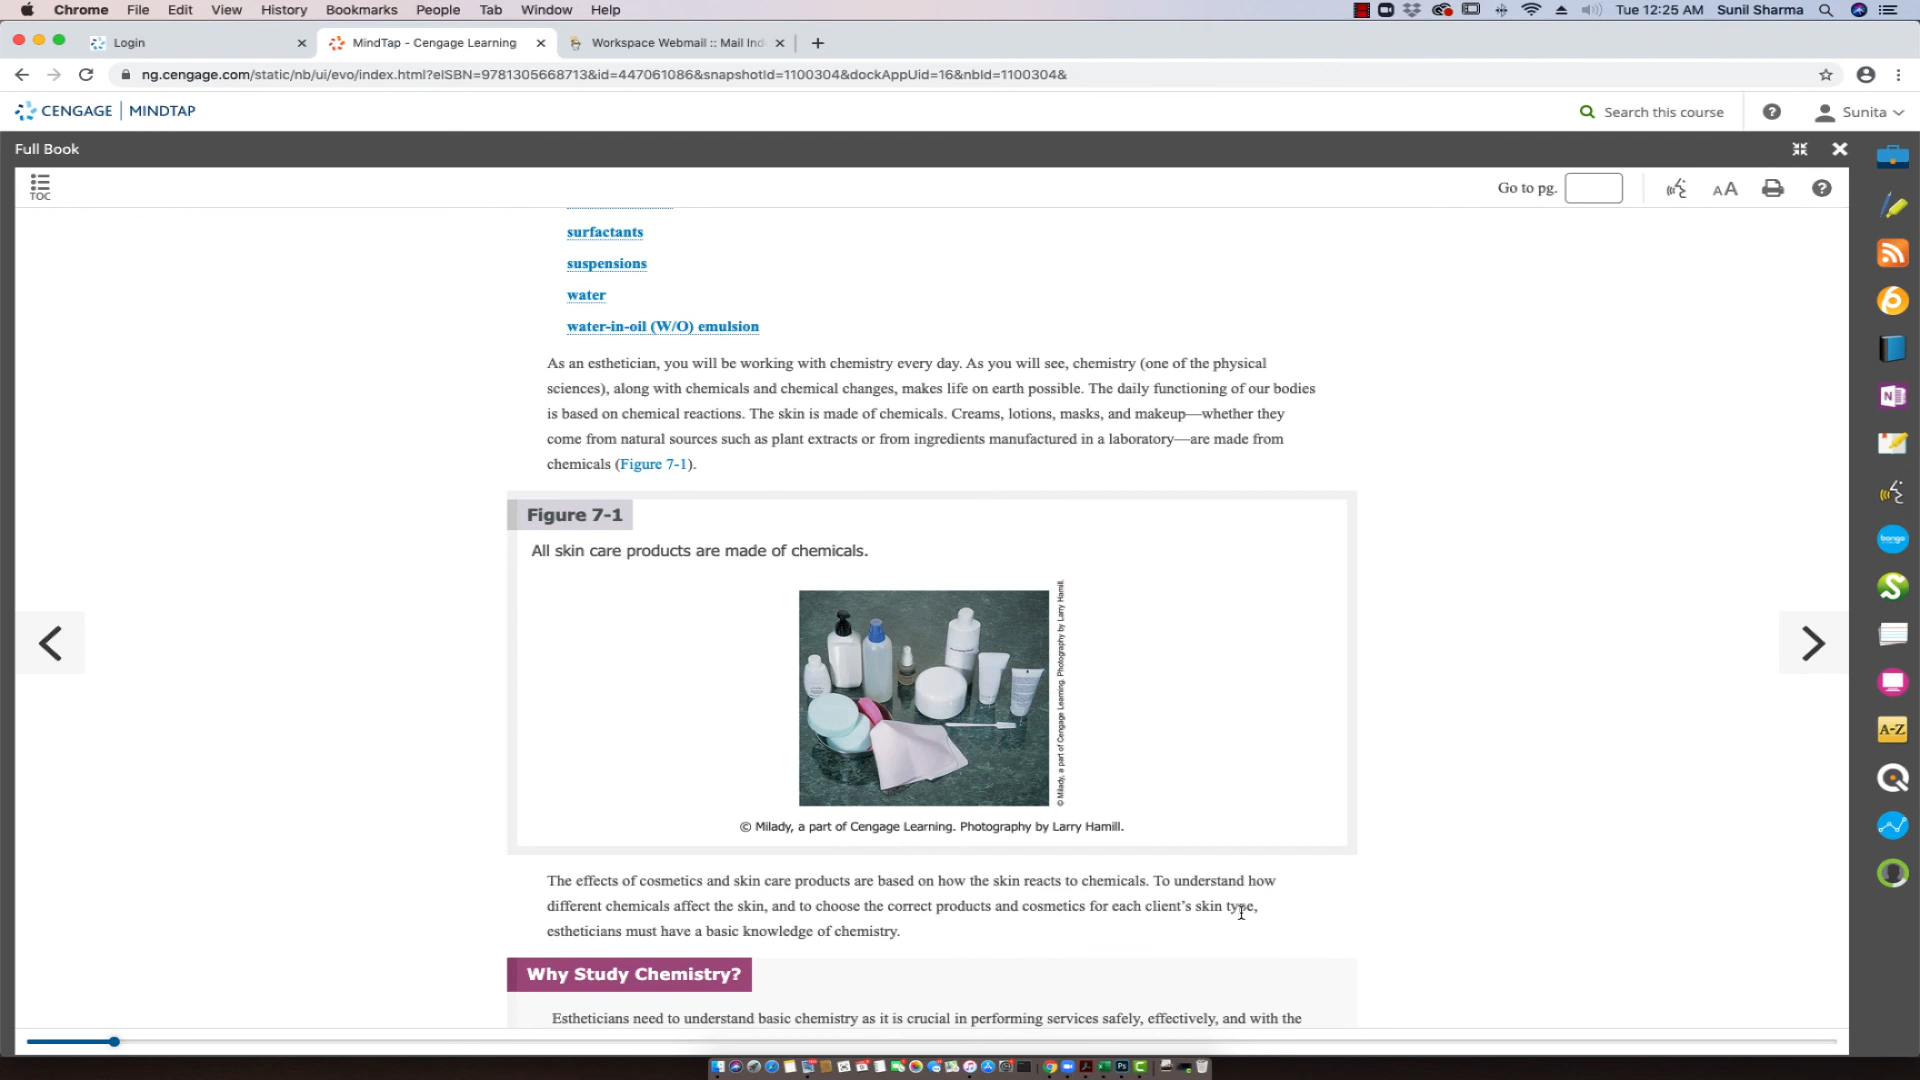 Chrome File Edit View History Bookmarks People Tab Window Help Tue 12:25 AM Sunil Sharma
Login MindTap - Cengage Learning Workspace Webmail :: Mail Ind
ng.cengage.com/static/nb/ui/evo/index.html?eISBN=9781305668713&id=447061086&snapshotId=1100304&dockAppUid=16&nbId=1100304&
CENGAGE | MINDTAP Search this course Sunita
Full Book
TOC Go to pg. AA
surfactants
suspensions
water
water-in-oil (W/O) emulsion
As an esthetician, you will be working with chemistry every day. As you will see, chemistry (one of the physical
sciences), along with chemicals and chemical changes, makes life on earth possible. The daily functioning of our bodies
is based on chemical reactions. The skin is made of chemicals. Creams, lotions, masks, and makeup—whether they
come from natural sources such as plant extracts or from ingredients manufactured in a laboratory—are made from
chemicals (Figure 7-1).
Figure 7-1
All skin care products are made of chemicals.
© Milady, a part of Cengage Learning. Photography by Larry Hamill.
© Milady, a part of Cengage Learning. Photography by Larry Hamill.
The effects of cosmetics and skin care products are based on how the skin reacts to chemicals. To understand how
different chemicals affect the skin, and to choose the correct products and cosmetics for each client's skin type,
estheticians must have a basic knowledge of chemistry.
Why Study Chemistry?
Estheticians need to understand basic chemistry as it is crucial in performing services safely, effectively, and with the
bongo
A-Z